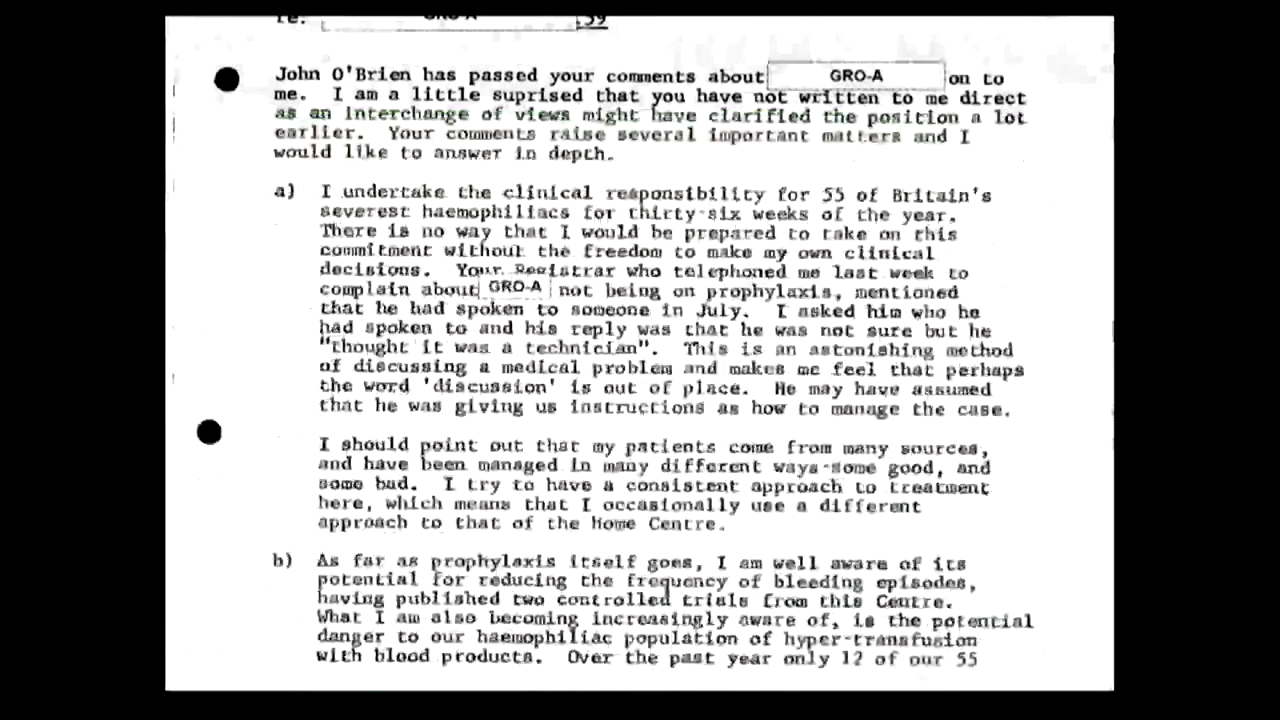 re: GRO-A 59
John O'Brien has passed your comments about GRO-A on to
me. I am a little suprised that you have not written to me direct
as an interchange of views might have clarified the position a lot
earlier. Your comments raise several important matters and I
would like to answer in depth.
a) I undertake the clinical responsibility for 55 of Britain's
severest haemophiliacs for thirty-six weeks of the year.
There is no way that I would be prepared to take on this
commitment without the freedom to make my own clinical
decisions. Your Registrar who telephoned me last week to
complain about GRO-A not being on prophylaxis, mentioned
that he had spoken to someone in July. I asked him who he
had spoken to and his reply was that he was not sure but he
"thought it was a technician". This is an astonishing method
of discussing a medical problem and makes me feel that perhaps
the word 'discussion' is out of place. He may have assumed
that he was giving us instructions as how to manage the case.
I should point out that my patients come from many sources,
and have been managed in many different ways-some good, and
some bad. I try to have a consistent approach to treatment
here, which means that I occasionally use a different
approach to that of the Home Centre.
b) As far as prophylaxis itself goes, I am well aware of its
potential for reducing the frequency of bleeding episodes,
having published two controlled trials from this Centre.
What I am also becoming increasingly aware of, is the potential
danger to our haemophiliac population of hyper-transfusion
with blood products. Over the past year only 12 of our 55